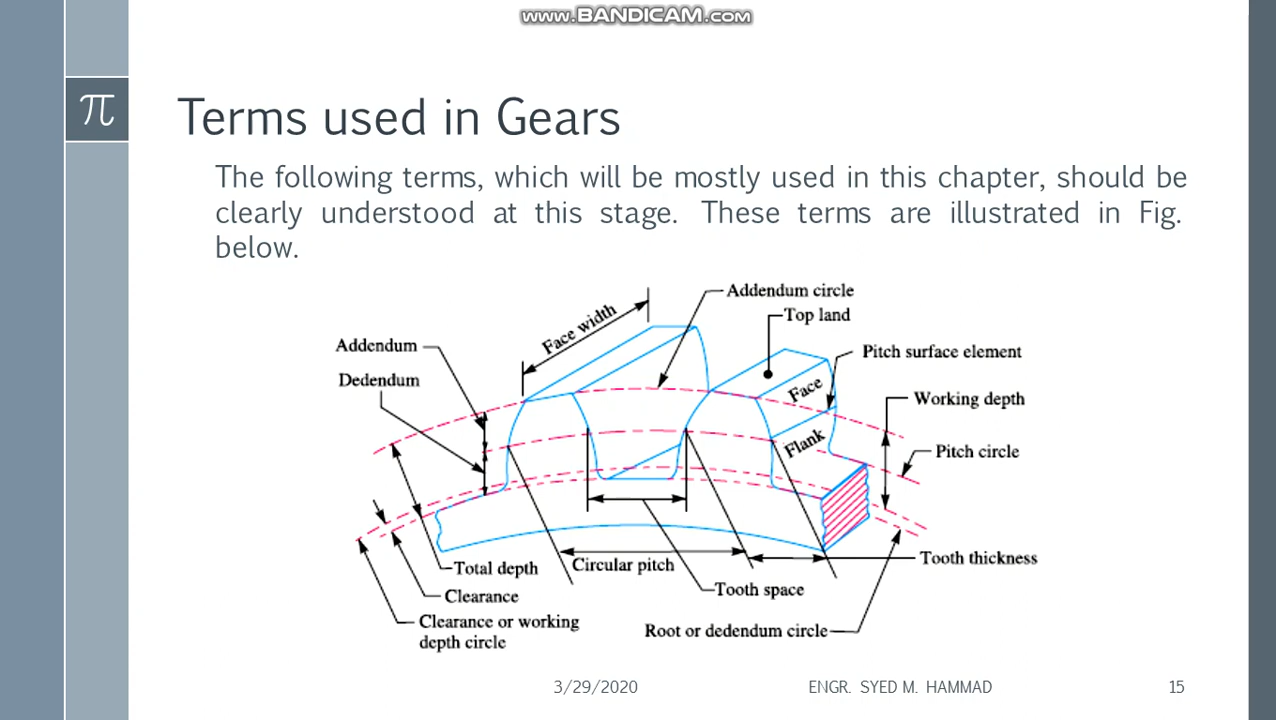 www.BANDICAM.com
π
Terms used in Gears
The following terms, which will be mostly used in this chapter, should be
clearly understood at this stage. These terms are illustrated in Fig.
below.
Addendum circle
Top land
Face width
Addendum
Pitch surface element
Dedendum
Face
Working depth
Flank
Pitch circle
Tooth thickness
Circular pitch
Total depth
Tooth space
Clearance
Clearance or working
depth circle
Root or dedendum circle
3/29/2020
ENGR. SYED M. HAMMAD
15